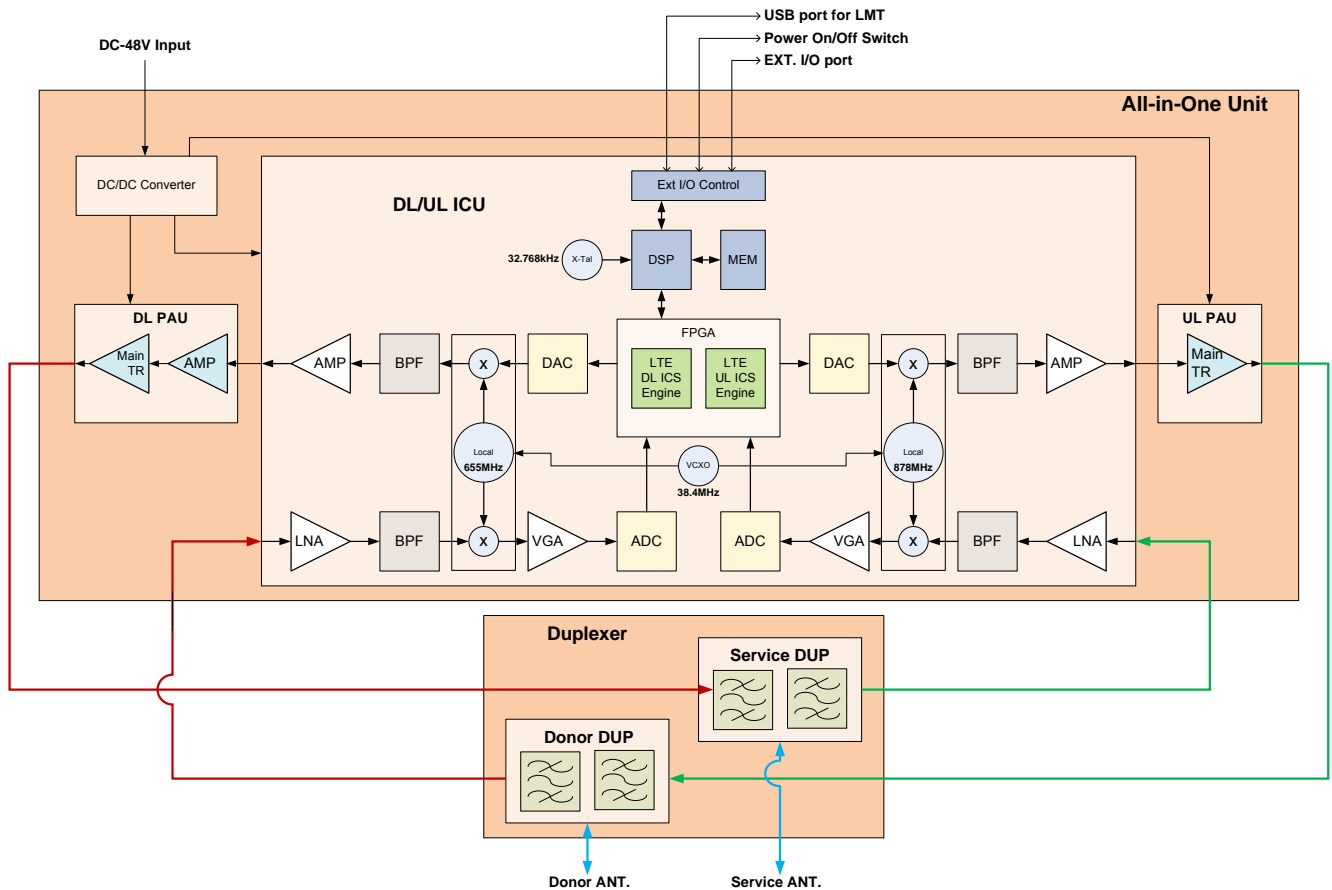 USB port for LMT
Power On/Off Switch
EXT. I/O port
DC-48V Input
All-in-One Unit
DC/DC Converter
DL/UL ICU
Ext I/O Control
32.768kHz
X-Tal
DSP
MEM
DL PAU
Main
TR
AMP
AMP
BPF
X
DAC
FPGA
LTE
DL ICS
Engine
LTE
UL ICS
Engine
DAC
X
BPF
AMP
UL PAU
Main
TR
Local
655MHz
VCXO
38.4MHz
Local
878MHz
LNA
BPF
X
VGA
ADC
ADC
VGA
X
BPF
LNA
Duplexer
Service DUP
Donor DUP
Donor ANT.
Service ANT.